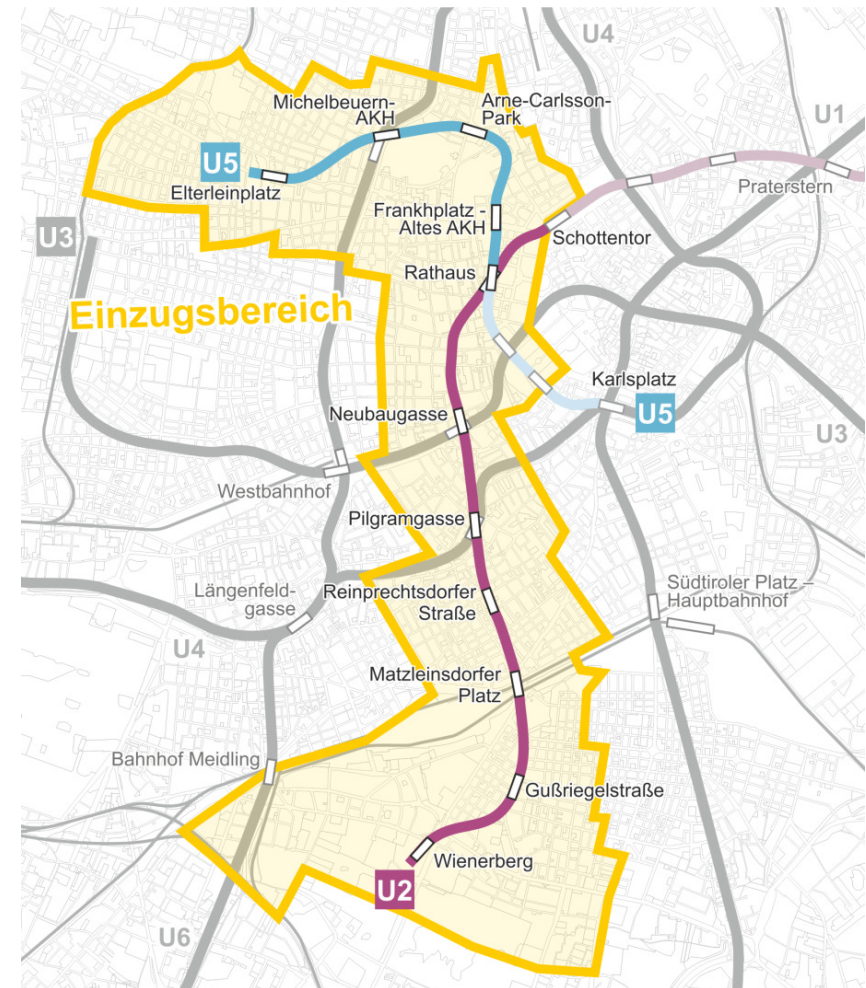 U4
Michelbeuern-
AKH
Arne-Carlsson-
Park
U1
U5
Elterleinplatz
Praterstern
Frankhplatz -
Altes AKH
U3
Schottentor
Rathaus
Einzugsbereich
Karlsplatz
U5
Neubaugasse
U3
Westbahnhof
Pilgramgasse
Längenfeld-
gasse
Reinprechtsdorfer
Straße
Südtiroler Platz –
Hauptbahnhof
U4
Matzleinsdorfer
Platz
Bahnhof Meidling
Gußriegelstraße
Wienerberg
U2
U6